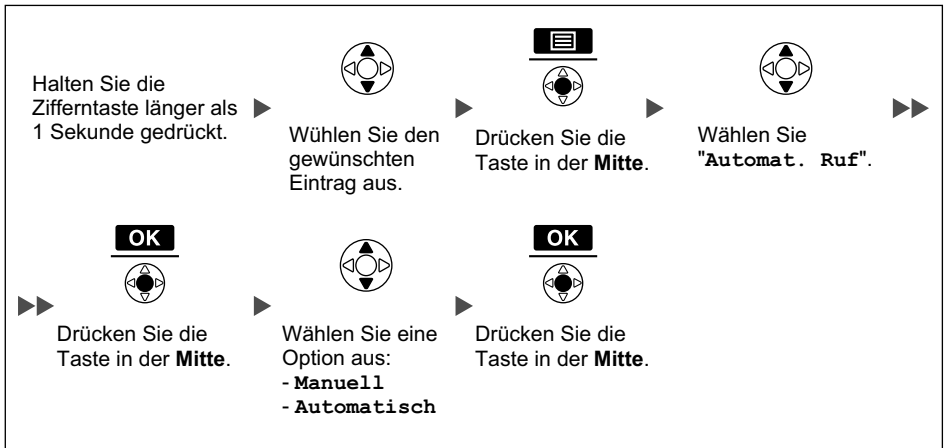 Halten Sie die
Zifferntaste länger als
1 Sekunde gedrückt.
Wühlen Sie den
gewünschten
Eintrag aus.
Drücken Sie die
Taste in der Mitte.
Wählen Sie
"Automat. Ruf".
OK
Drücken Sie die
Taste in der Mitte.
Wählen Sie eine
Option aus:
- Manuell
- Automatisch
OK
Drücken Sie die
Taste in der Mitte.